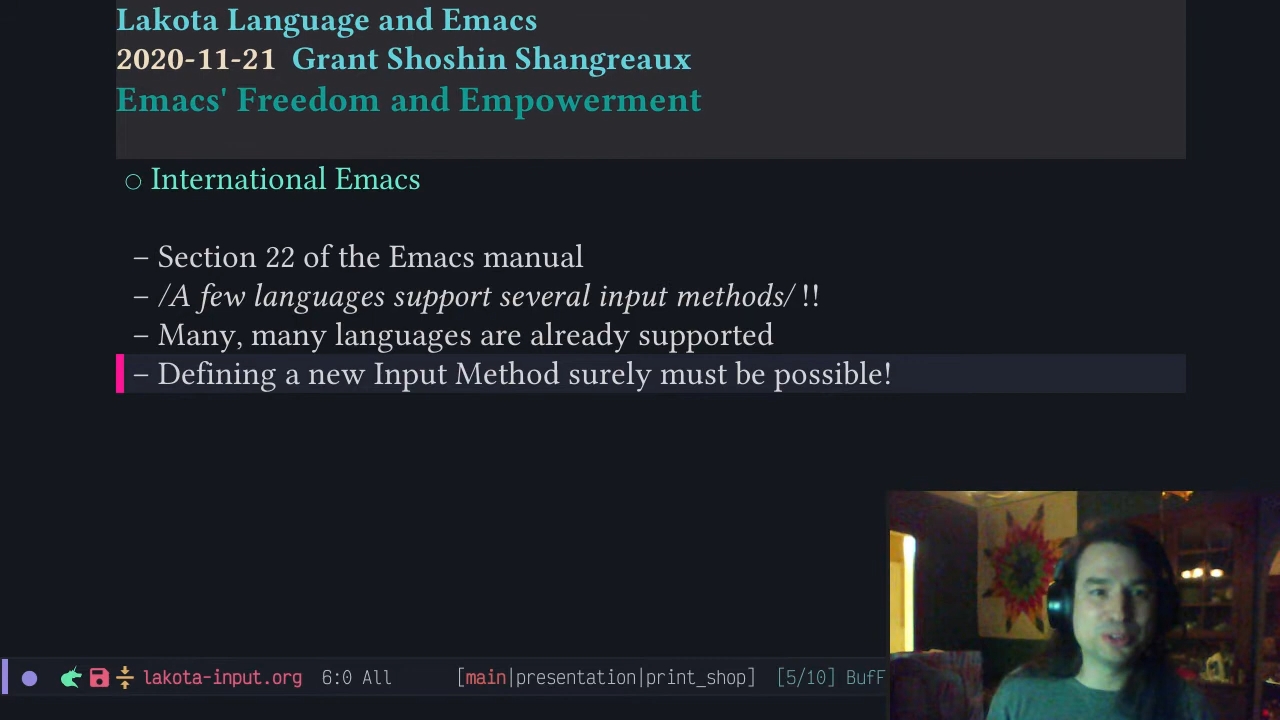 Lakota Language and Emacs
2020-11-21 Grant Shoshin Shangreaux
Emacs' Freedom and Empowerment
○ International Emacs
– Section 22 of the Emacs manual
– /A few languages support several input methods/ !!
– Many, many languages are already supported
– Defining a new Input Method surely must be possible!
lakota-input.org 6:0 All [main|presentation|print_shop] [5/10] BufF